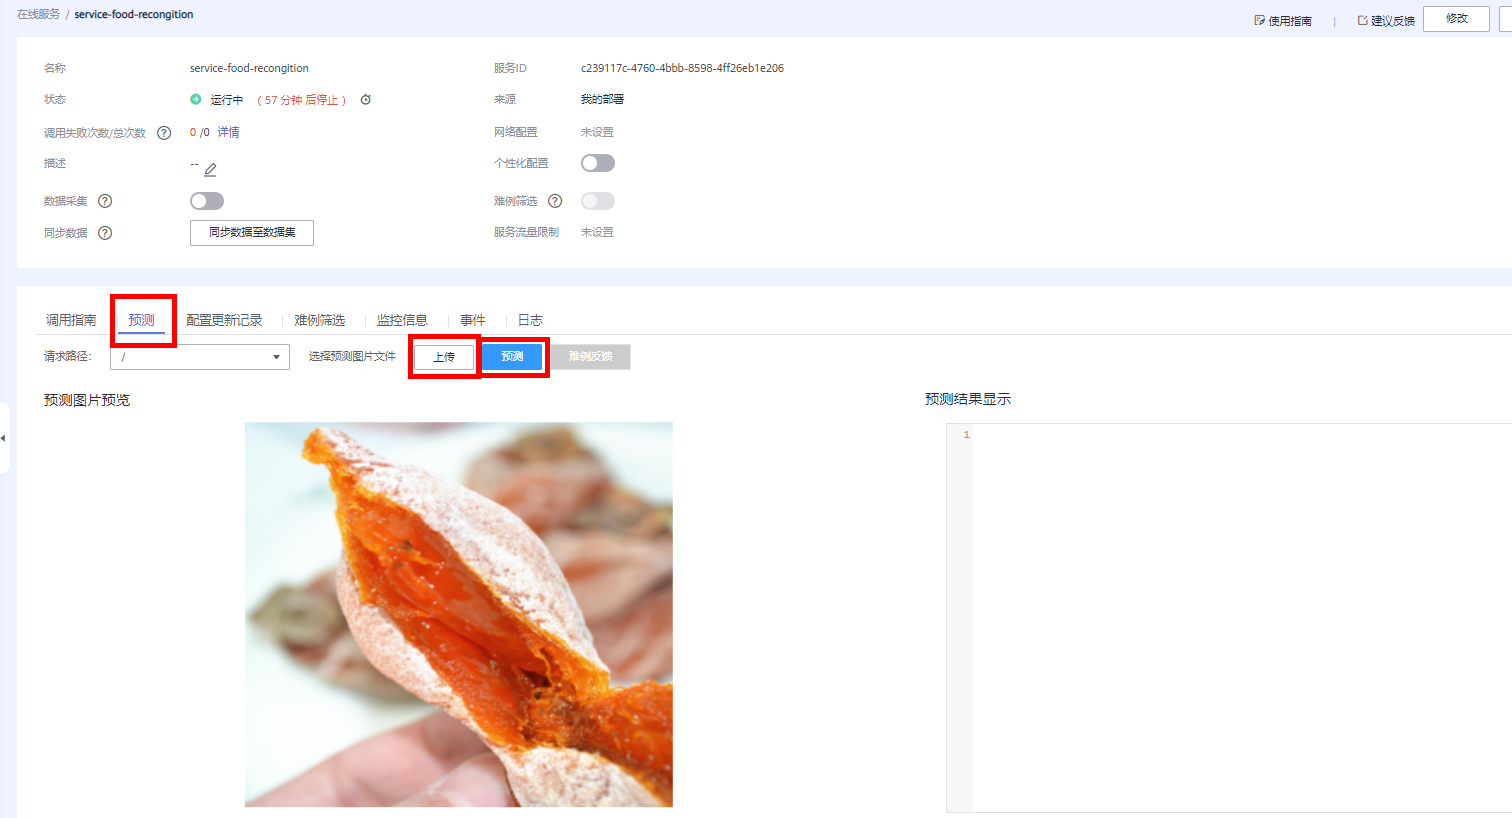 在线服务 / service-food-recongition
使用指南 | 建议反馈 修改
名称 service-food-recongition 服务ID c239117c-4760-4bbb-8598-4ff26eb1e206
状态 运行中 （57 分钟 后停止） 来源 我的部署
调用失败次数/总次数 ? 0 /0 详情 网络配置 未设置
描述 -- 个性化配置
数据采集 ? 难例筛选 ?
同步数据 ? 同步数据至数据集 服务流量限制 未设置
调用指南 预测 配置更新记录 难例筛选 监控信息 事件 日志
请求路径: / 选择预测图片文件 上传 预测 难例反馈
预测图片预览 预测结果显示
1